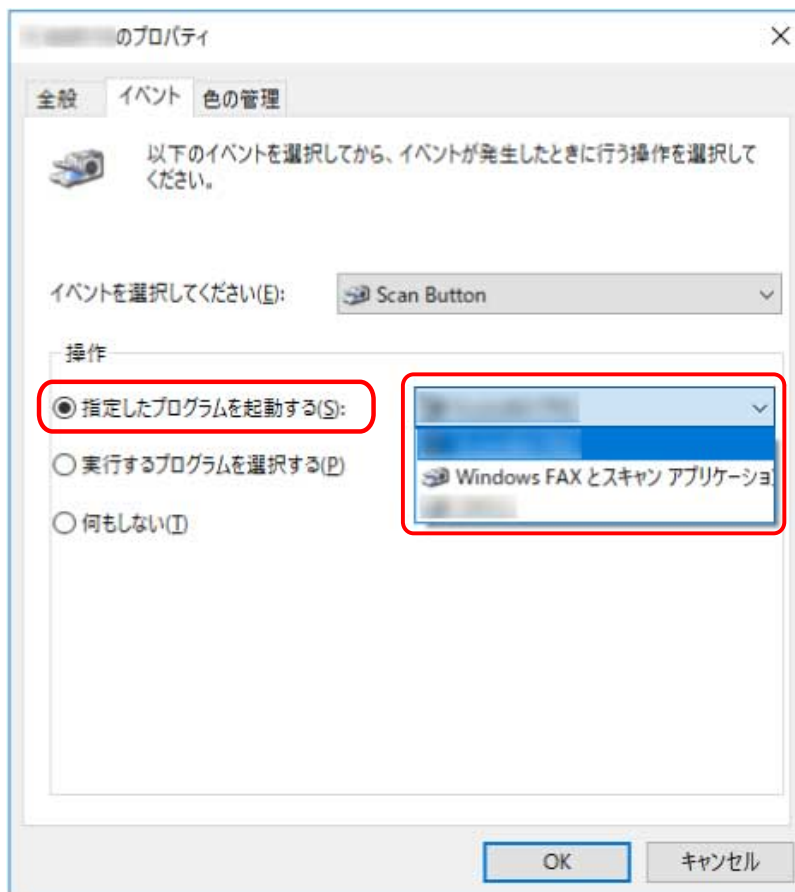 のプロパティ
全般 イベント 色の管理
以下のイベントを選択してから、イベントが発生したときに行う操作を選択して
ください。
イベントを選択してください(E): Scan Button
操作
指定したプログラムを起動する(S):
実行するプログラムを選択する(P)
Windows FAX とスキャン アプリケーショ
何もしない(T)
OK キャンセル